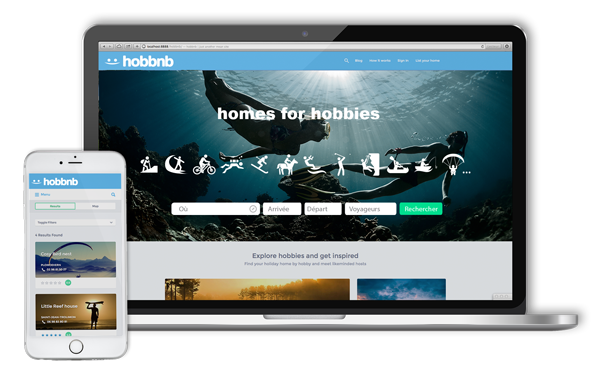 hobbnb
Blog How it works Sign in List your home
homes for hobbies
Où Arrivée Départ Voyageurs Rechercher
Explore hobbies and get inspired
Find your holiday home by hobby and meet likeminded hosts
hobbnb
Menu
Results Map
Toggle Filters
4 Results Found
Little Reef house